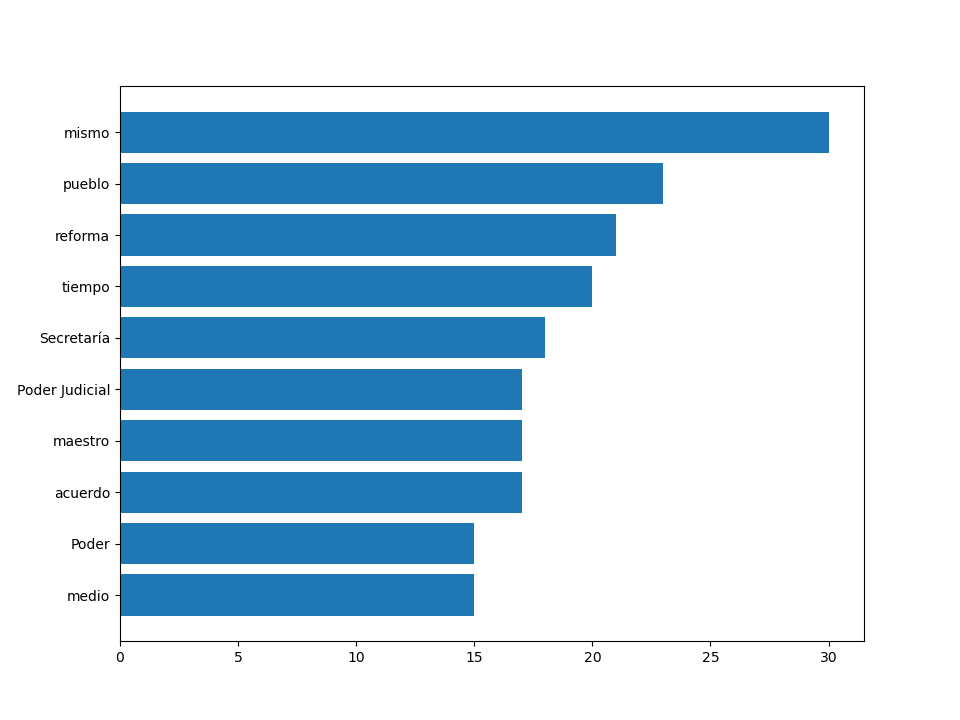 mismo
pueblo
reforma
tiempo
Secretaría
Poder Judicial
maestro
acuerdo
Poder
medio
0 5 10 15 20 25 30